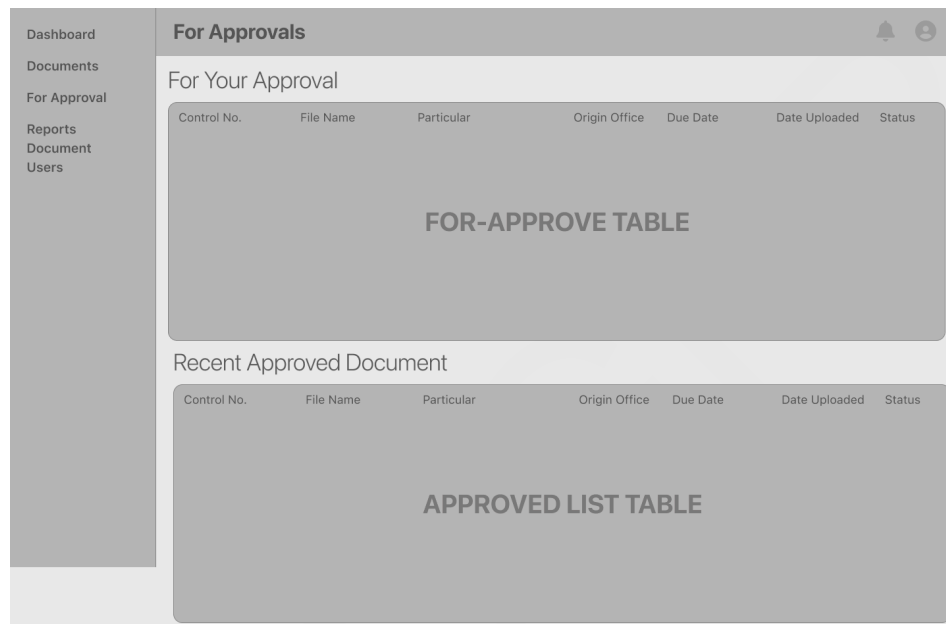 Dashboard
Documents
For Approval
Reports
Document
Users
For Approvals
For Your Approval
Control No. File Name Particular Origin Office Due Date Date Uploaded Status
FOR-APPROVE TABLE
Recent Approved Document
Control No. File Name Particular Origin Office Due Date Date Uploaded Status
APPROVED LIST TABLE